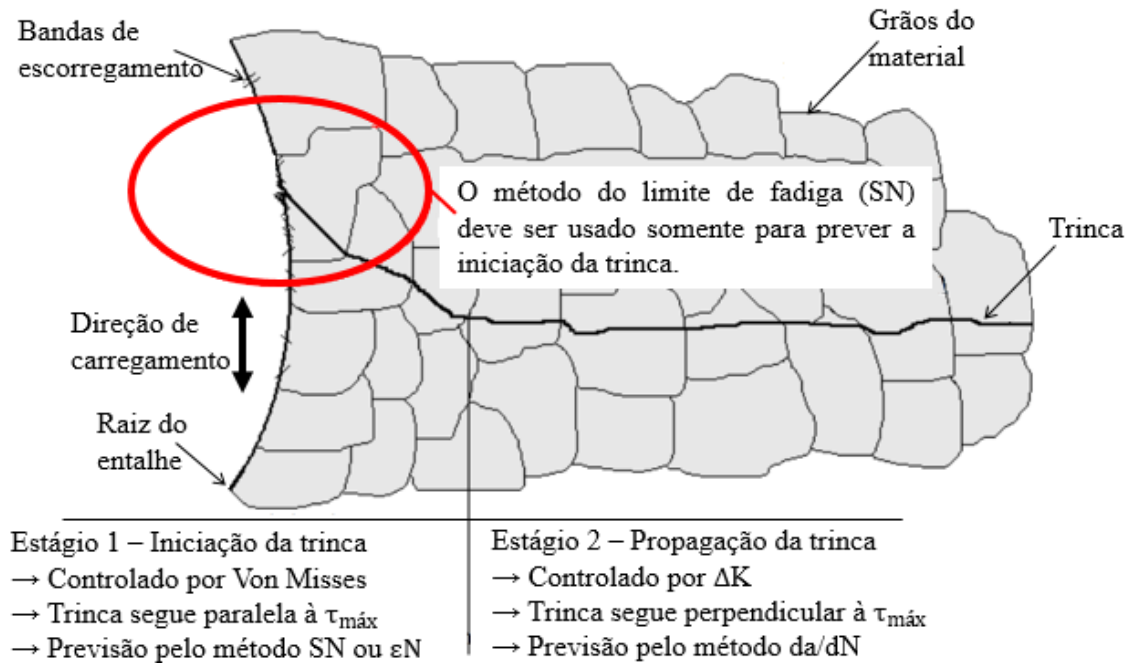 Bandas de
escorregamento
Grãos do
material
O método do limite de fadiga (SN)
deve ser usado somente para prever a
iniciação da trinca.
Trinca
Direção de
carregamento
Raiz do
entalhe
Estágio 1 – Iniciação da trinca
→ Controlado por Von Misses
→ Trinca segue paralela à τmáx
→ Previsão pelo método SN ou εN
Estágio 2 – Propagação da trinca
→ Controlado por ΔK
→ Trinca segue perpendicular à τmáx
→ Previsão pelo método da/dN